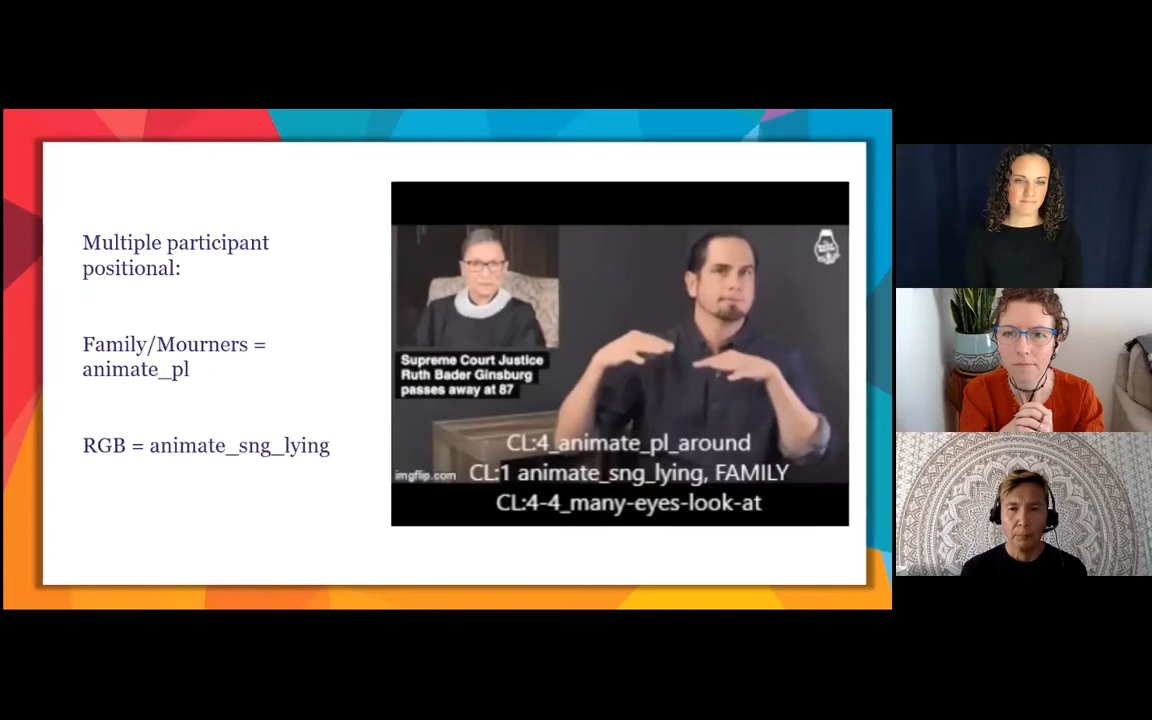 Multiple participant
positional:
Family/Mourners =
animate_pl
RGB = animate_sng_lying
Supreme Court Justice
Ruth Bader Ginsburg
passes away at 87
CL:4_animate_pl_around
imgflip.com
CL:1 animate_sng_lying, FAMILY
CL:4-4_many-eyes-look-at